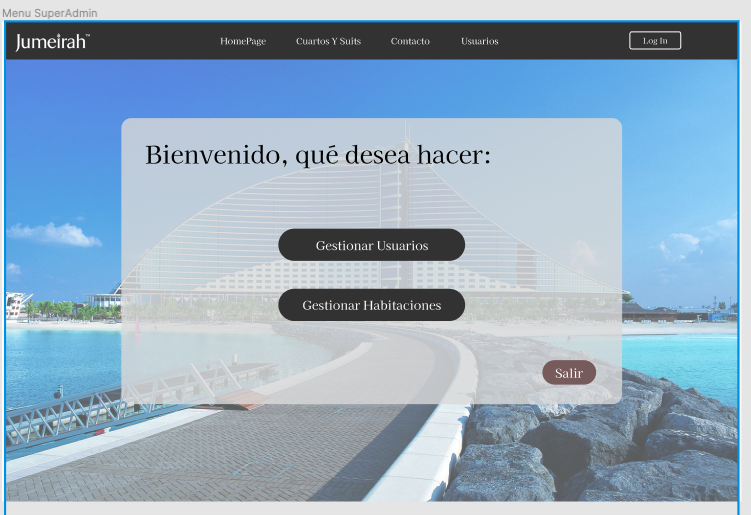 Menu SuperAdmin
Jumeirah™
HomePage
Cuartos Y Suits
Contacto
Usuarios
Log In
Bienvenido, qué desea hacer:
Gestionar Usuarios
Gestionar Habitaciones
Salir